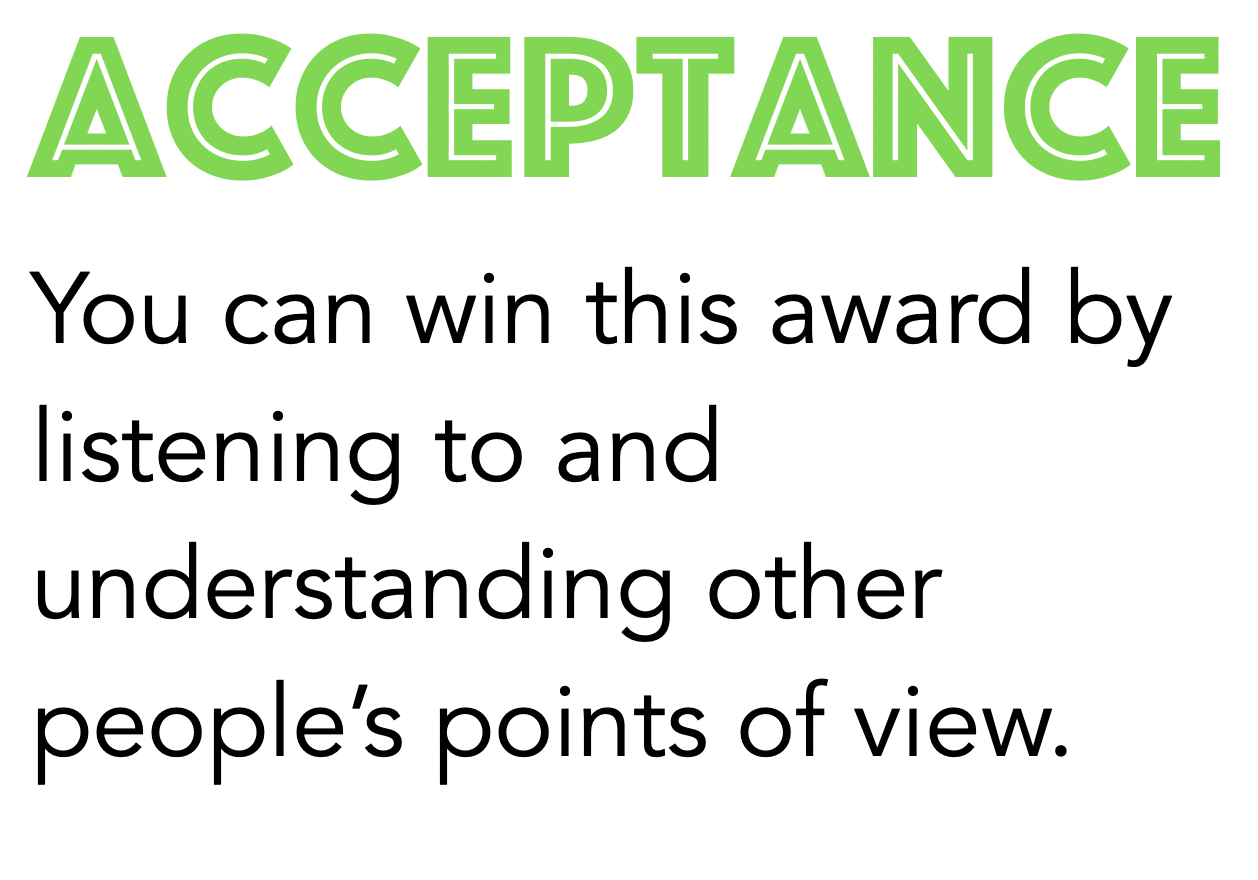 ACCEPTANCE
You can win this award by
listening to and
understanding other
people’s points of view.